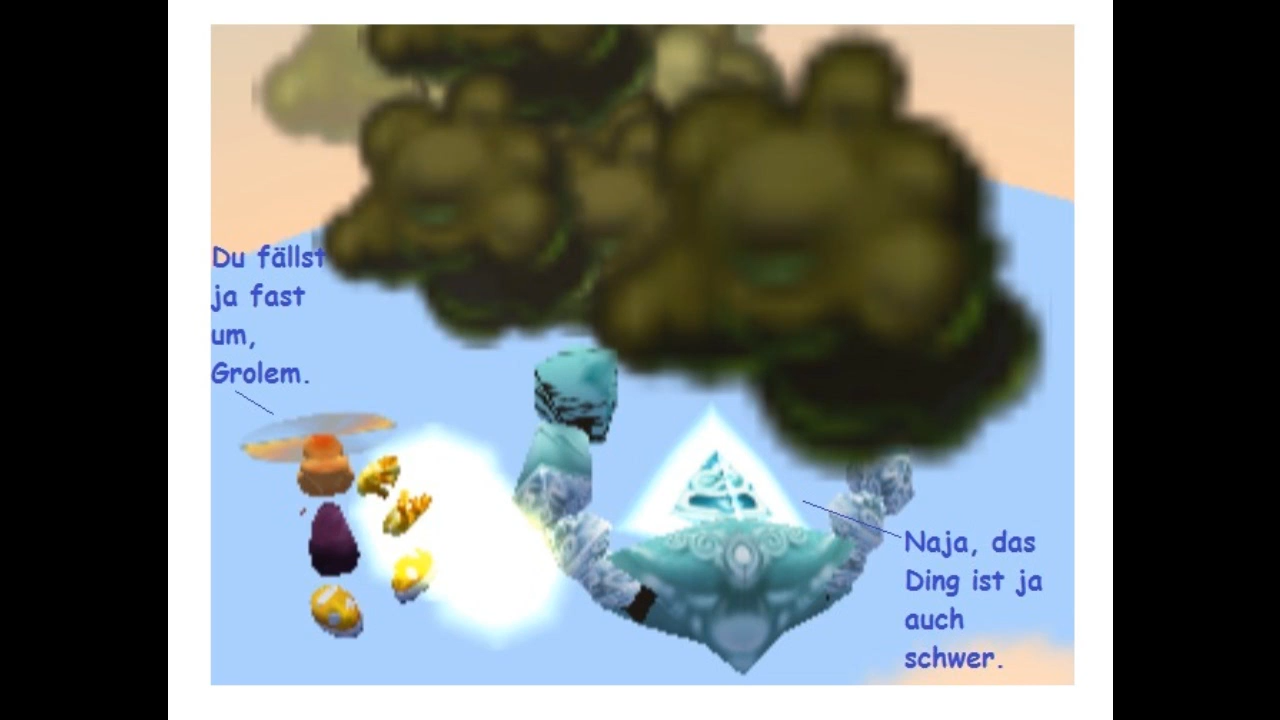 Du fällst
ja fast
um,
Grolem.
Naja, das
Ding ist ja
auch
schwer.